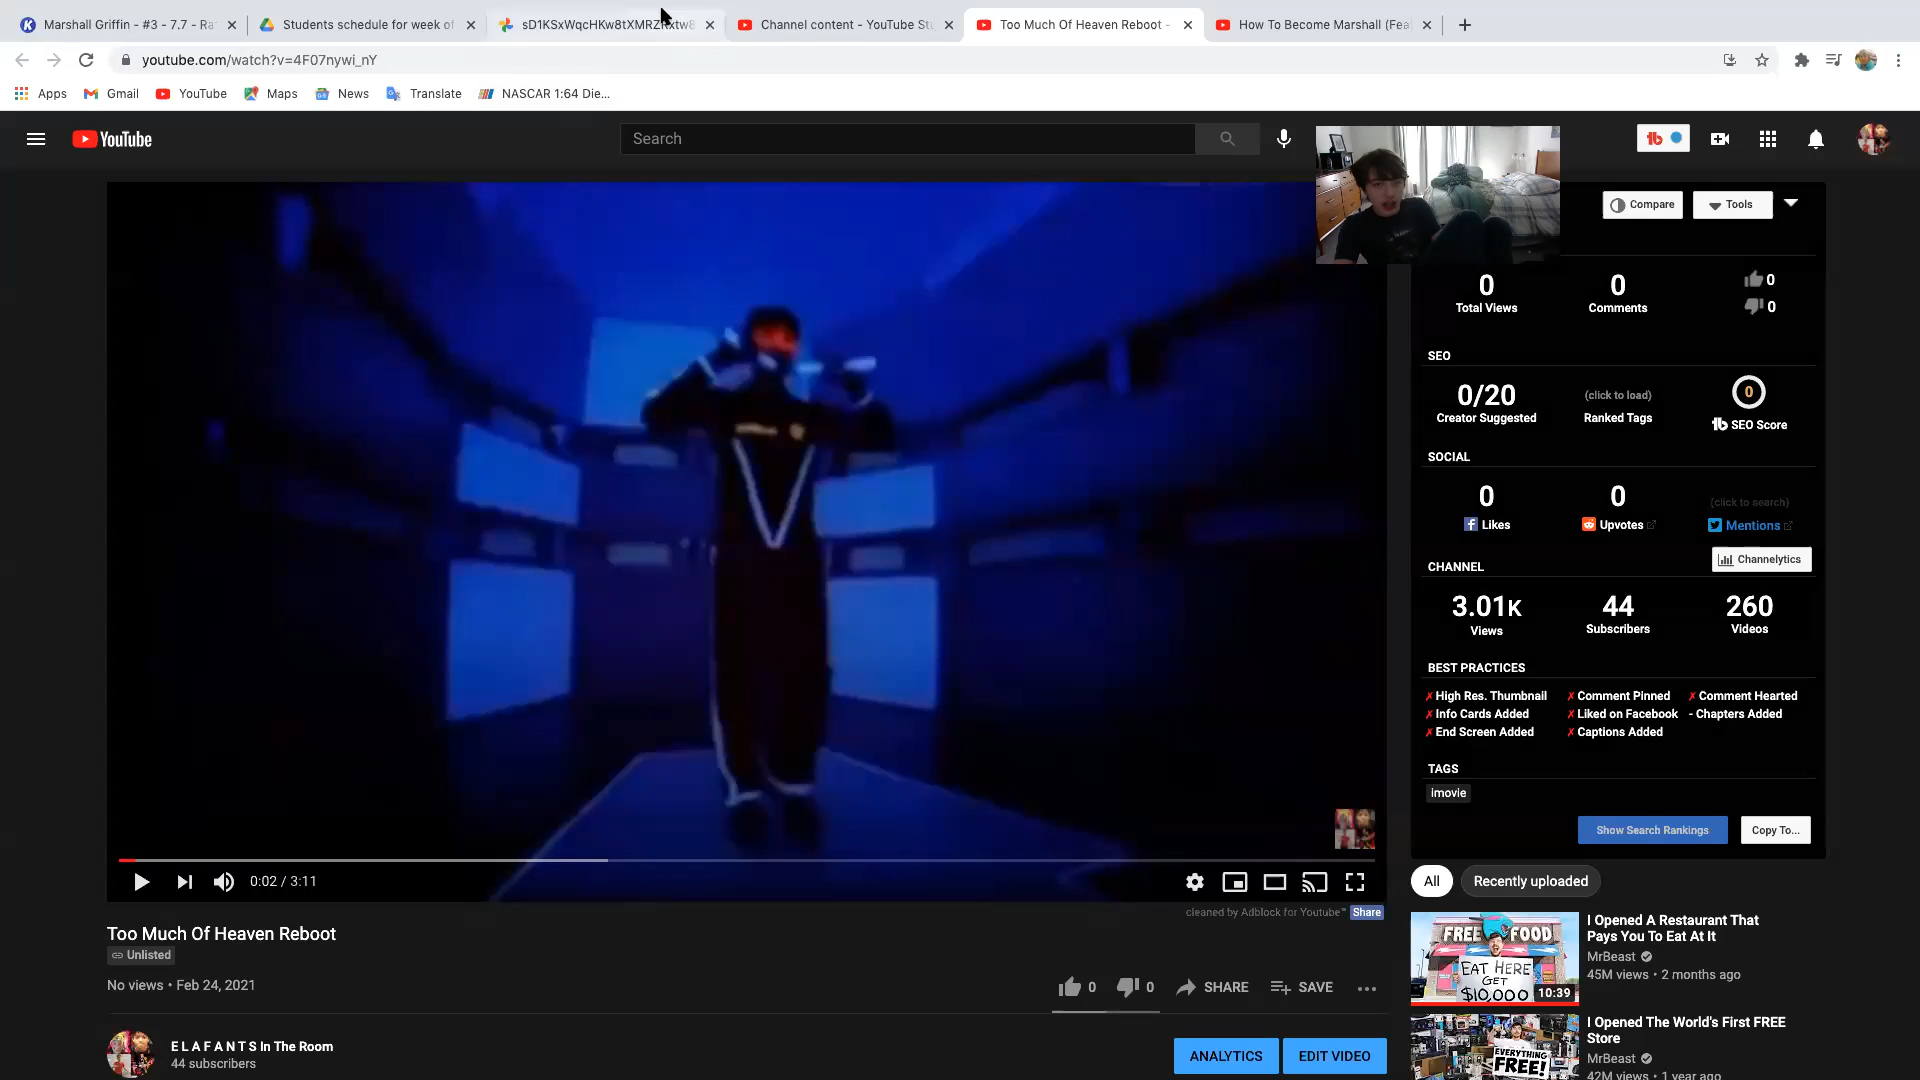 Marshall Griffin - #3 - 7.7 - Ra
Students schedule for week of
Channel content - YouTube Stu
Too Much Of Heaven Reboot -
How To Become Marshall (Fea
youtube.com/watch?v=4F07nywi_nY
Apps
Gmail
YouTube
Maps
News
Translate
NASCAR 1:64 Die...
YouTube
Search
Compare
Tools
0
Total Views
0
Comments
0
0
SEO
0/20
Creator Suggested
(click to load)
Ranked Tags
0
SEO Score
SOCIAL
0
Likes
0
Upvotes
(click to search)
Mentions
Channelytics
CHANNEL
3.01K
Views
44
Subscribers
260
Videos
BEST PRACTICES
✗ High Res. Thumbnail
✗ Comment Pinned
✗ Comment Hearted
✗ Info Cards Added
✗ Liked on Facebook
- Chapters Added
✗ End Screen Added
✗ Captions Added
TAGS
imovie
Show Search Rankings
Copy To...
0:02 / 3:11
cleaned by Adblock for Youtube™
Share
Too Much Of Heaven Reboot
Unlisted
No views • Feb 24, 2021
0
0
SHARE
SAVE
E L A F A N T S In The Room
44 subscribers
ANALYTICS
EDIT VIDEO
All
Recently uploaded
FREE FOOD
EAT HERE
GET
$10,000
10:39
I Opened A Restaurant That
Pays You To Eat At It
MrBeast
45M views • 2 months ago
EVERYTHING
FREE!
I Opened The World's First FREE
Store
MrBeast
42M views • 1 year ago